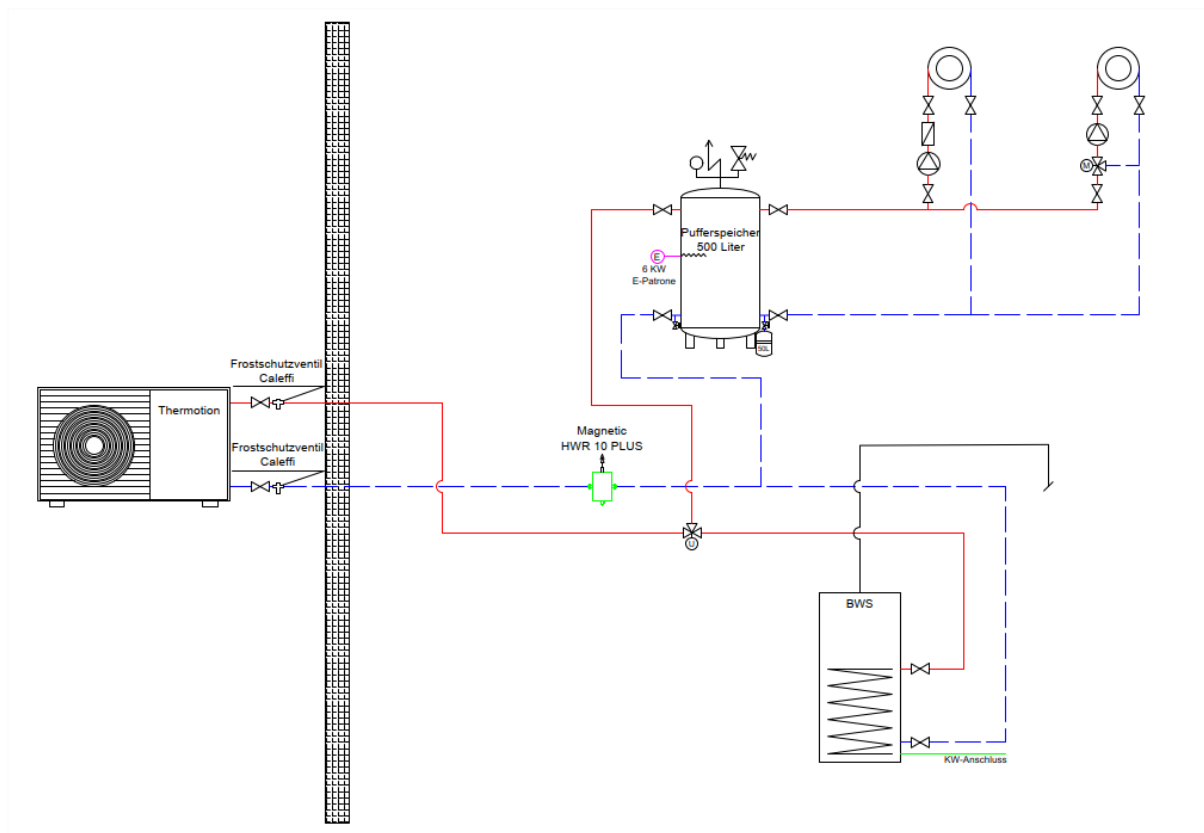 M
Pufferspeicher
500 Liter
E
6 KW
E-Patrone
50L
Frostschutzventil
Caleffi
Thermotion
Magnetic
HWR 10 PLUS
Frostschutzventil
Caleffi
U
BWS
KW-Anschluss